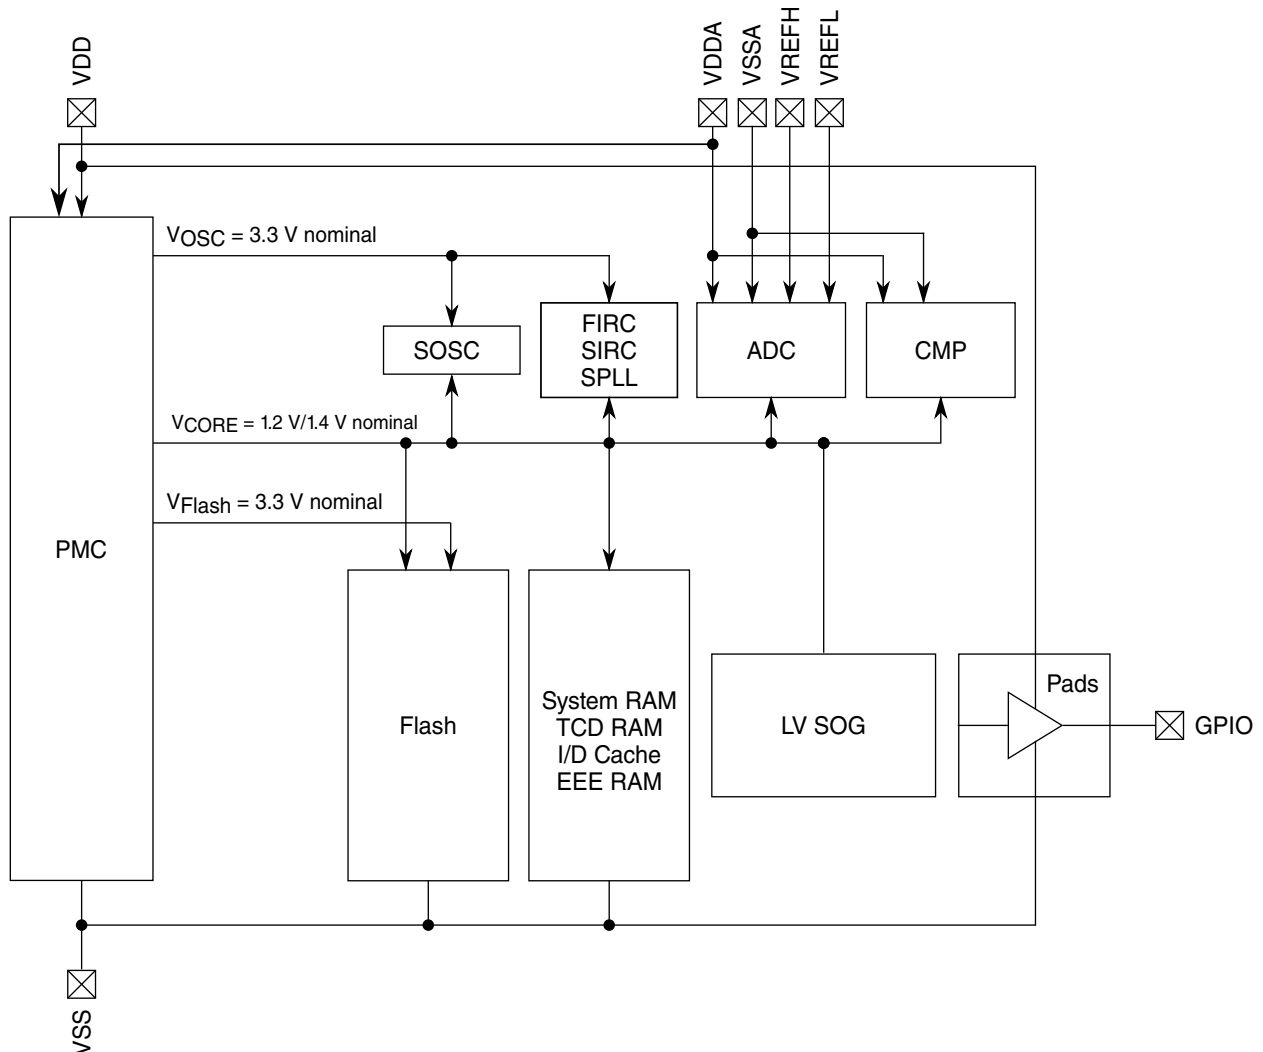 VDD
VDDA
VSSA
VREFH
VREFL
VOSC = 3.3 V nominal
FIRC
SIRC
SPLL
SOSC
ADC
CMP
VCORE = 1.2 V/1.4 V nominal
VFlash = 3.3 V nominal
PMC
Flash
System RAM
TCD RAM
I/D Cache
EEE RAM
LV SOG
Pads
GPIO
VSS